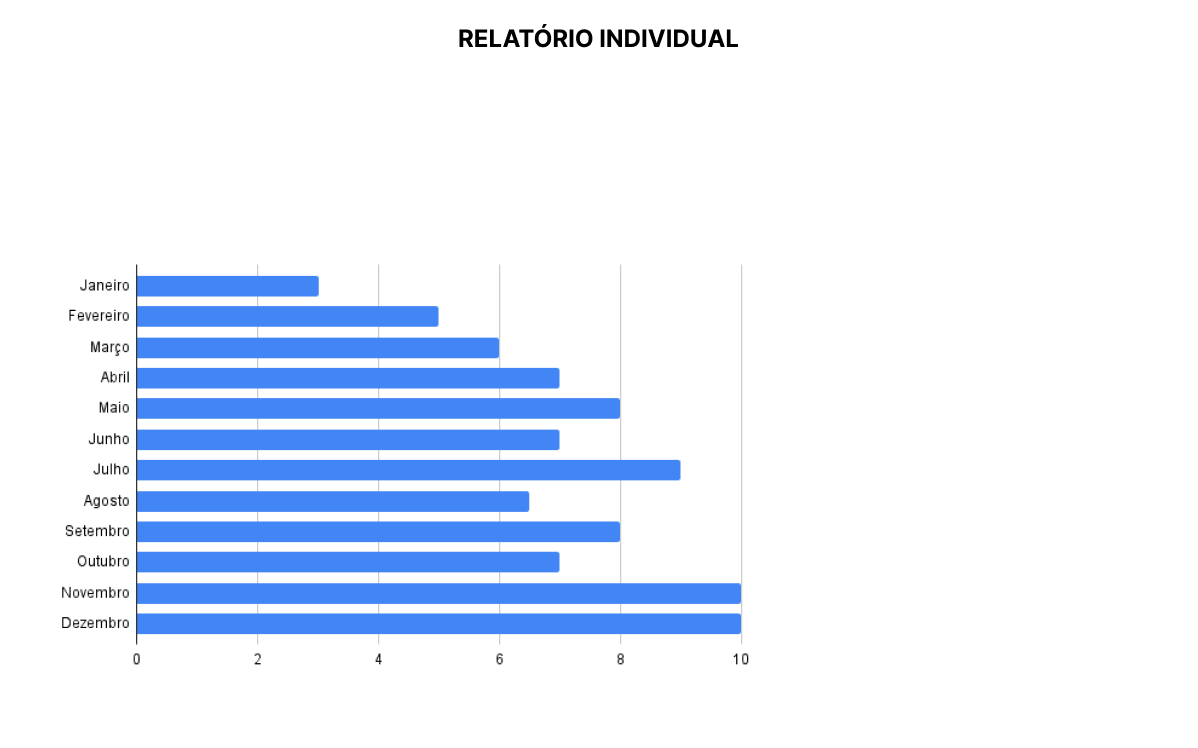 RELATÓRIO INDIVIDUAL
Janeiro
Fevereiro
Março
Abril
Maio
Junho
Julho
Agosto
Setembro
Outubro
Novembro
Dezembro
0 2 4 6 8 10